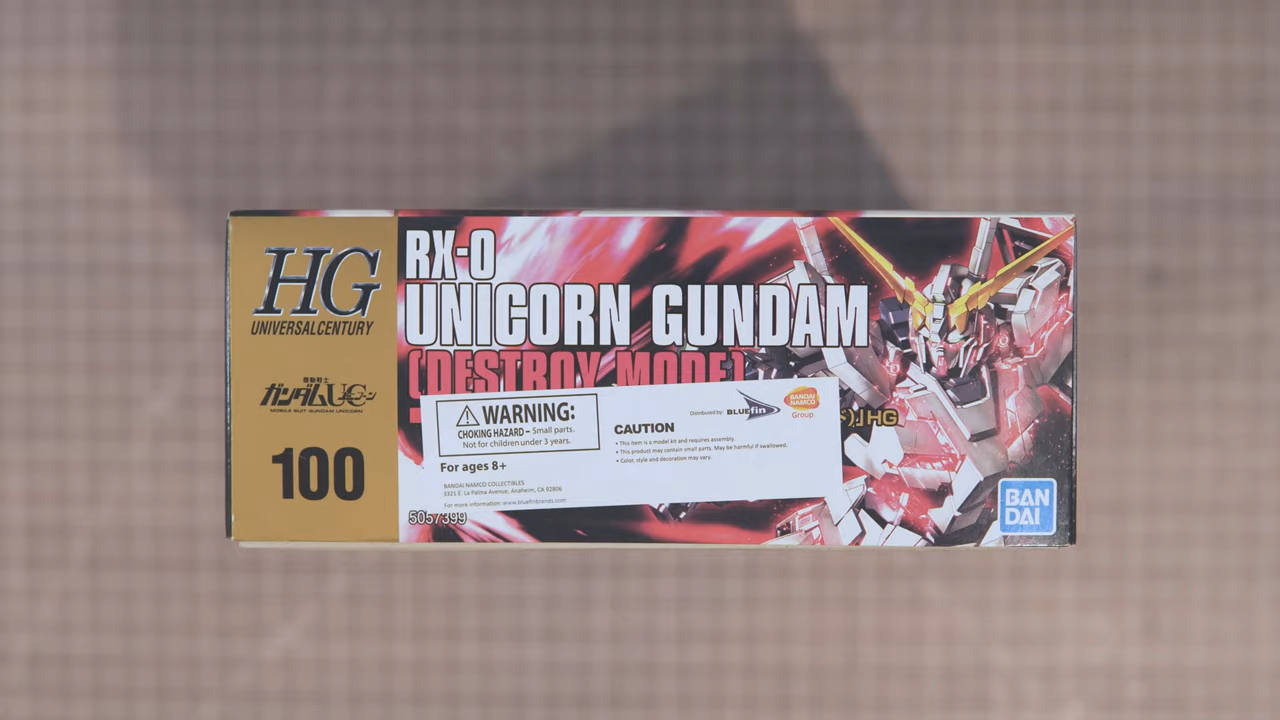 HG
UNIVERSAL CENTURY
機動戦士
ガンダムUC
MOBILE SUIT GUNDAM UNICORN
100
RX-0
UNICORN GUNDAM
[DESTROY MODE]
ド)」HG
WARNING:
CHOKING HAZARD – Small parts.
Not for children under 3 years.
For ages 8+
BANDAI NAMCO COLLECTIBLES
3321 E. La Palma Avenue, Anaheim, CA 92806
For more information: www.bluefinbrands.com
Distributed by: BLUEfin
BANDAI
NAMCO
Group
CAUTION
• This item is a model kit and requires assembly.
• This product may contain small parts. May be harmful if swallowed.
• Color, style and decoration may vary.
5057399
BAN
DAI